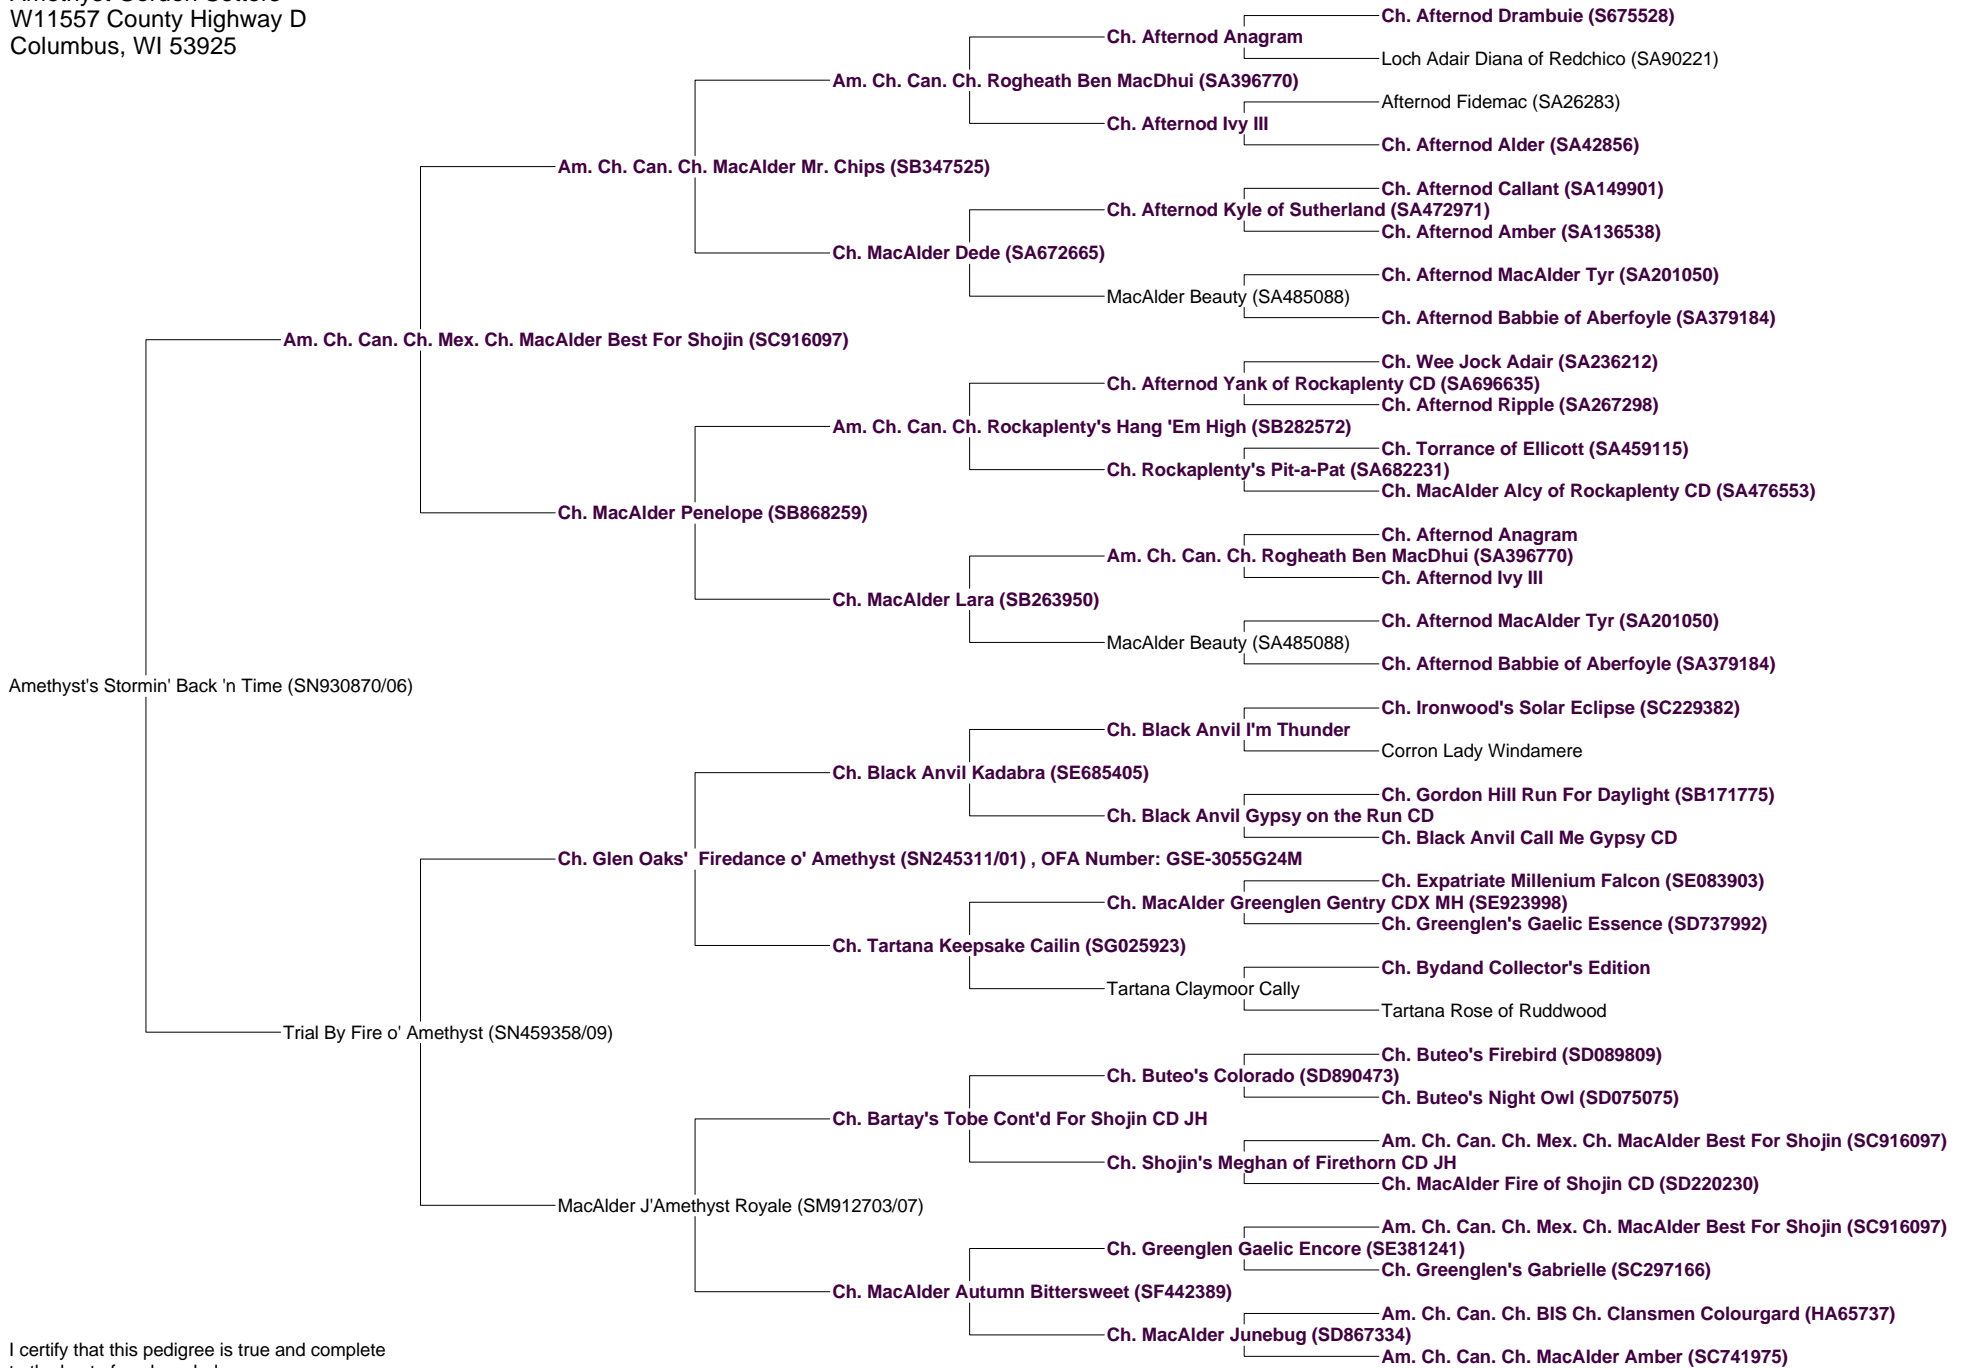 Amethyst Gordon Setters
W11557 County Highway D
Columbus, WI 53925
Ch. Afternod Drambuie (S675528)
Ch. Afternod Anagram
Loch Adair Diana of Redchico (SA90221)
Am. Ch. Can. Ch. Rogheath Ben MacDhui (SA396770)
Afternod Fidemac (SA26283)
Ch. Afternod Ivy III
Ch. Afternod Alder (SA42856)
Am. Ch. Can. Ch. MacAlder Mr. Chips (SB347525)
Ch. Afternod Callant (SA149901)
Ch. Afternod Kyle of Sutherland (SA472971)
Ch. Afternod Amber (SA136538)
Ch. MacAlder Dede (SA672665)
Ch. Afternod MacAlder Tyr (SA201050)
MacAlder Beauty (SA485088)
Ch. Afternod Babbie of Aberfoyle (SA379184)
Am. Ch. Can. Ch. Mex. Ch. MacAlder Best For Shojin (SC916097)
Ch. Wee Jock Adair (SA236212)
Ch. Afternod Yank of Rockaplenty CD (SA696635)
Ch. Afternod Ripple (SA267298)
Am. Ch. Can. Ch. Rockaplenty's Hang 'Em High (SB282572)
Ch. Torrance of Ellicott (SA459115)
Ch. Rockaplenty's Pit-a-Pat (SA682231)
Ch. MacAlder Alcy of Rockaplenty CD (SA476553)
Ch. MacAlder Penelope (SB868259)
Ch. Afternod Anagram
Am. Ch. Can. Ch. Rogheath Ben MacDhui (SA396770)
Ch. Afternod Ivy III
Ch. MacAlder Lara (SB263950)
Ch. Afternod MacAlder Tyr (SA201050)
MacAlder Beauty (SA485088)
Ch. Afternod Babbie of Aberfoyle (SA379184)
Amethyst's Stormin' Back 'n Time (SN930870/06)
Ch. Ironwood's Solar Eclipse (SC229382)
Ch. Black Anvil I'm Thunder
Corron Lady Windamere
Ch. Black Anvil Kadabra (SE685405)
Ch. Gordon Hill Run For Daylight (SB171775)
Ch. Black Anvil Gypsy on the Run CD
Ch. Black Anvil Call Me Gypsy CD
Ch. Glen Oaks'  Firedance o' Amethyst (SN245311/01) , OFA Number: GSE-3055G24M
Ch. Expatriate Millenium Falcon (SE083903)
Ch. MacAlder Greenglen Gentry CDX MH (SE923998)
Ch. Greenglen's Gaelic Essence (SD737992)
Ch. Tartana Keepsake Cailin (SG025923)
Ch. Bydand Collector's Edition
Tartana Claymoor Cally
Tartana Rose of Ruddwood
Trial By Fire o' Amethyst (SN459358/09)
Ch. Buteo's Firebird (SD089809)
Ch. Buteo's Colorado (SD890473)
Ch. Buteo's Night Owl (SD075075)
Ch. Bartay's Tobe Cont'd For Shojin CD JH
Am. Ch. Can. Ch. Mex. Ch. MacAlder Best For Shojin (SC916097)
Ch. Shojin's Meghan of Firethorn CD JH
Ch. MacAlder Fire of Shojin CD (SD220230)
MacAlder J'Amethyst Royale (SM912703/07)
Am. Ch. Can. Ch. Mex. Ch. MacAlder Best For Shojin (SC916097)
Ch. Greenglen Gaelic Encore (SE381241)
Ch. Greenglen's Gabrielle (SC297166)
Ch. MacAlder Autumn Bittersweet (SF442389)
Am. Ch. Can. Ch. BIS Ch. Clansmen Colourgard (HA65737)
Ch. MacAlder Junebug (SD867334)
Am. Ch. Can. Ch. MacAlder Amber (SC741975)
I certify that this pedigree is true and complete